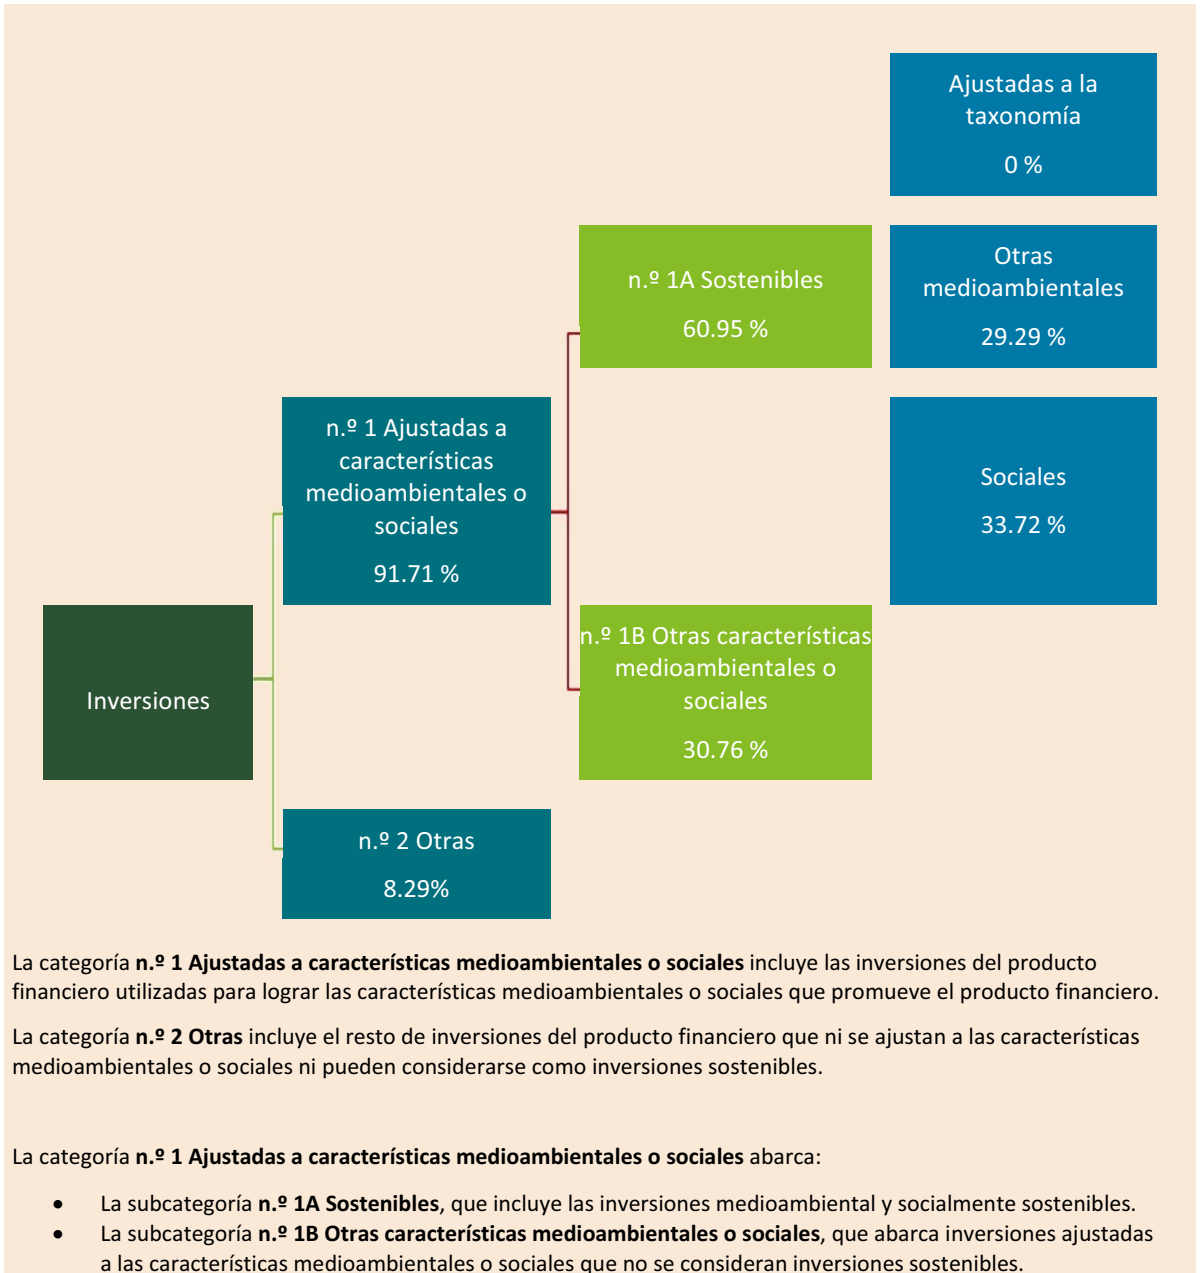 Ajustadas a la
taxonomía
0 %
n.º 1A Sostenibles
60.95 %
Otras
medioambientales
29.29 %
n.º 1 Ajustadas a
características
medioambientales o
sociales
91.71 %
Sociales
33.72 %
Inversiones
n.º 1B Otras características
medioambientales o
sociales
30.76 %
n.º 2 Otras
8.29%
La categoría n.º 1 Ajustadas a características medioambientales o sociales incluye las inversiones del producto
financiero utilizadas para lograr las características medioambientales o sociales que promueve el producto financiero.
La categoría n.º 2 Otras incluye el resto de inversiones del producto financiero que ni se ajustan a las características
medioambientales o sociales ni pueden considerarse como inversiones sostenibles.
La categoría n.º 1 Ajustadas a características medioambientales o sociales abarca:
• La subcategoría n.º 1A Sostenibles, que incluye las inversiones medioambiental y socialmente sostenibles.
• La subcategoría n.º 1B Otras características medioambientales o sociales, que abarca inversiones ajustadas
a las características medioambientales o sociales que no se consideran inversiones sostenibles.